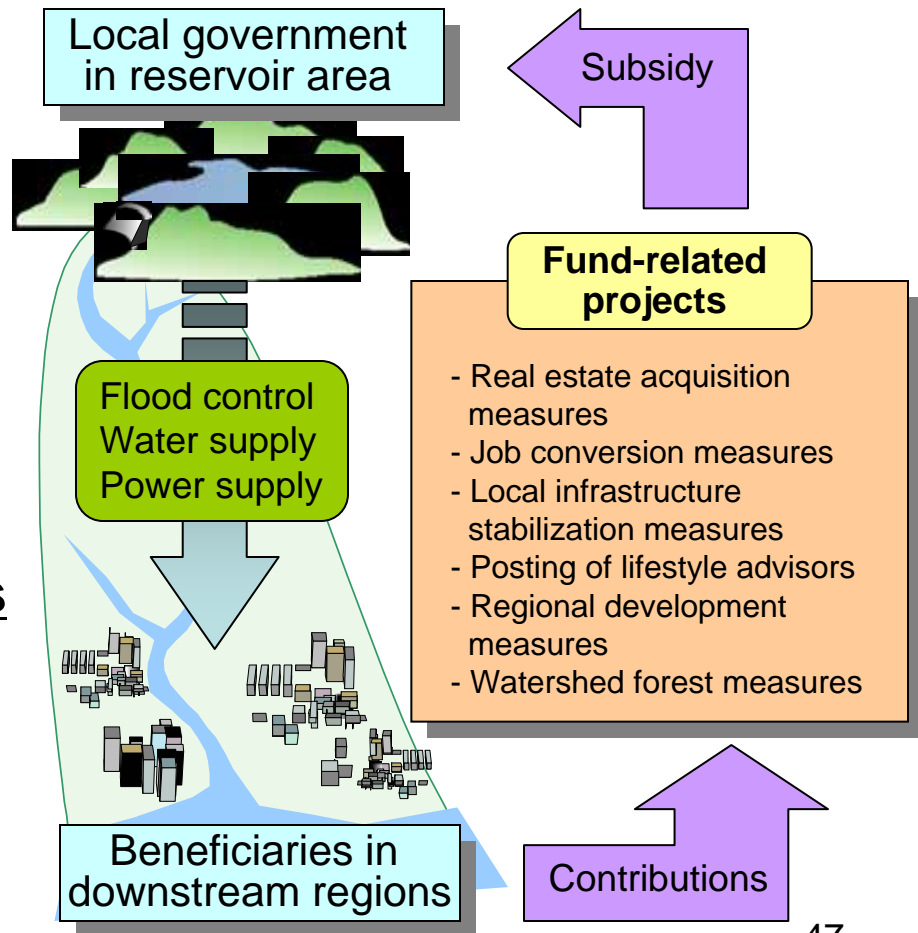 Local government
in reservoir area
Subsidy
Fund-related
projects
- Real estate acquisition
measures
- Job conversion measures
- Local infrastructure
stabilization measures
- Posting of lifestyle advisors
- Regional development
measures
- Watershed forest measures
Flood control
Water supply
Power supply
s
Beneficiaries in
downstream regions
Contributions
47